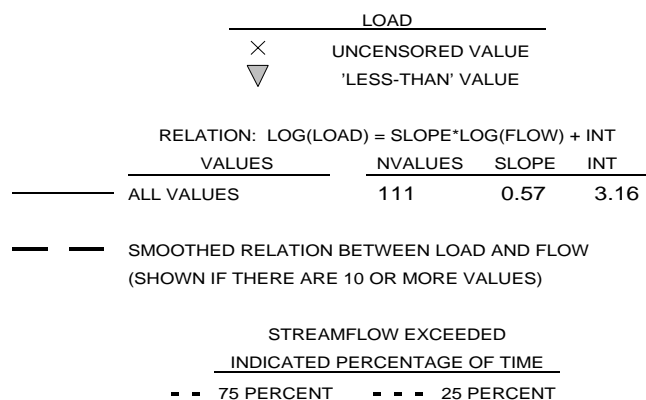 LOAD
UNCENSORED VALUE
'LESS-THAN' VALUE
RELATION: LOG(LOAD) = SLOPE*LOG(FLOW) + INT
VALUES NVALUES SLOPE INT
ALL VALUES 111 0.57 3.16
SMOOTHED RELATION BETWEEN LOAD AND FLOW
(SHOWN IF THERE ARE 10 OR MORE VALUES)
STREAMFLOW EXCEEDED
INDICATED PERCENTAGE OF TIME
75 PERCENT 25 PERCENT